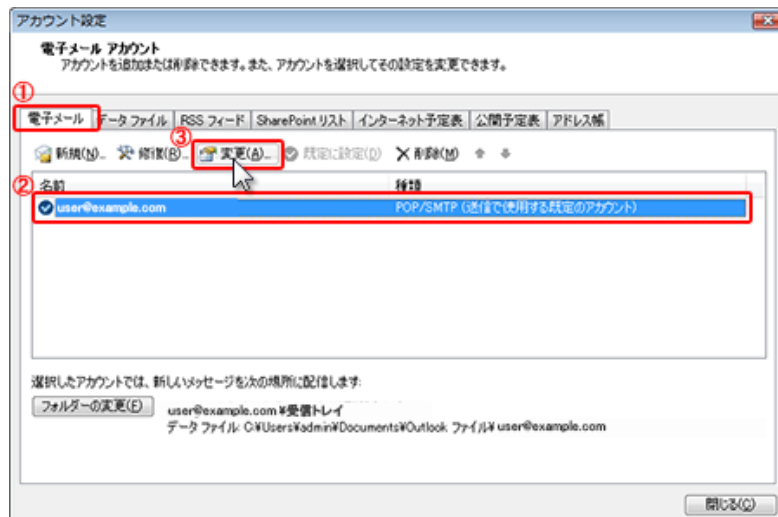 アカウント設定
電子メール アカウント
アカウントを追加または削除できます。また、アカウントを選択してその設定を変更できます。
①
電子メール データ ファイル RSS フィード SharePoint リスト インターネット予定表 公開予定表 アドレス帳
③
新規(N)... 修復(R)... 変更(A)... 既定に設定(D) 削除(M)
②
名前 種類
user@example.com POP/SMTP (送信で使用する既定のアカウント)
選択したアカウントでは、新しいメッセージを次の場所に配信します:
フォルダーの変更(F) user@example.com ¥受信トレイ
データ ファイル: C:¥Users¥admin¥Documents¥Outlook ファイル¥ user@example.com
閉じる(C)